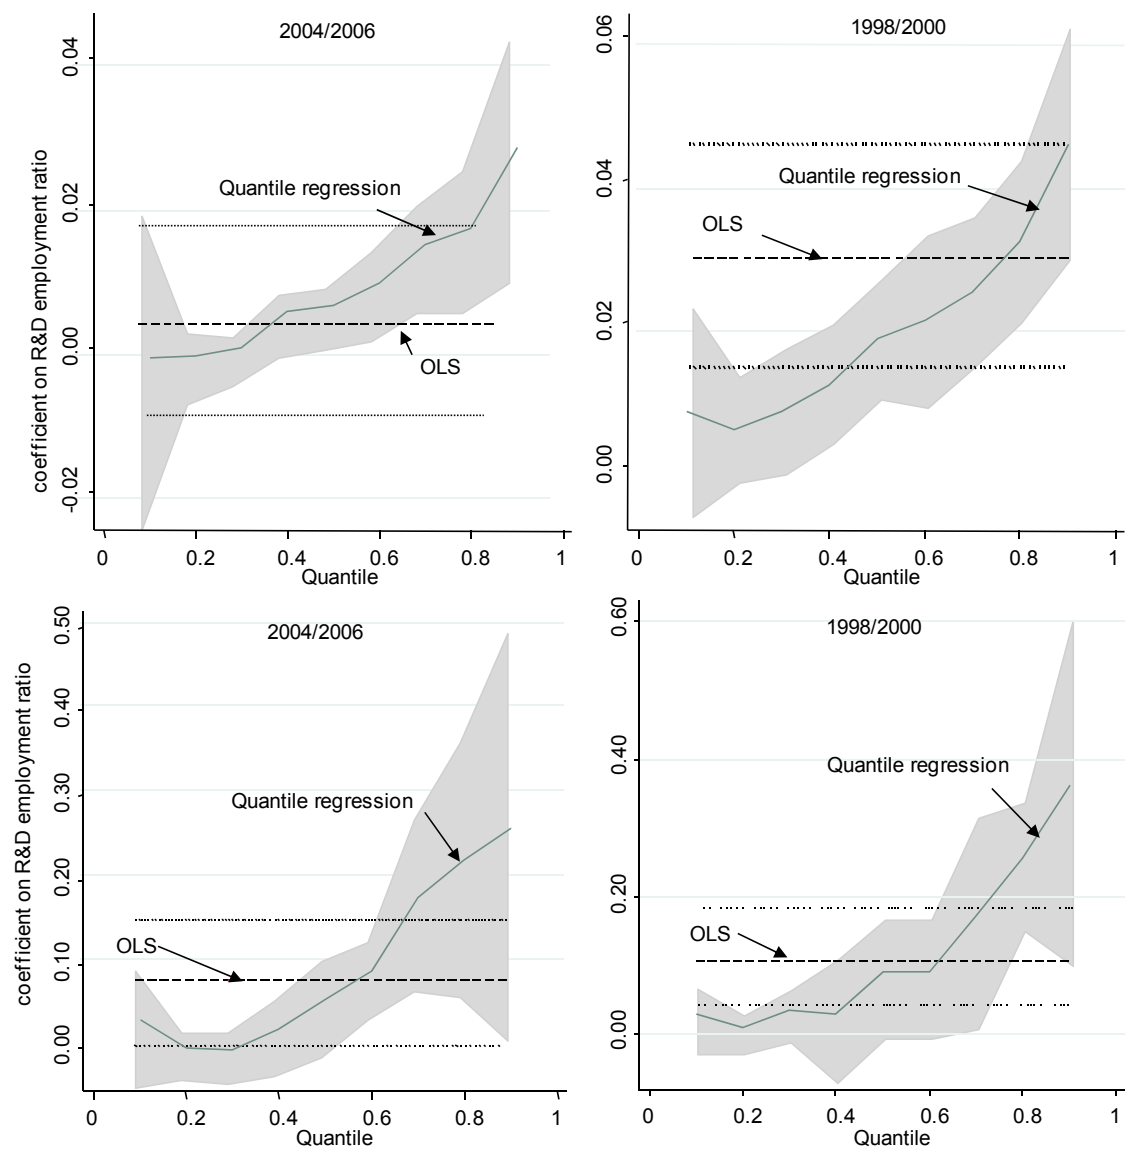 2004/2006
0.04
0.02
0.00
-0.02
coefficient on R&D employment ratio
Quantile regression
OLS
0 0.2 0.4 0.6 0.8 1
Quantile
1998/2000
0.06
0.04
0.02
0.00
Quantile regression
OLS
0 0.2 0.4 0.6 0.8 1
Quantile
2004/2006
0.50
0.40
0.30
0.20
0.10
0.00
coefficient on R&D employment ratio
Quantile regression
OLS
0 0.2 0.4 0.6 0.8 1
Quantile
1998/2000
0.60
0.40
0.20
0.00
Quantile regression
OLS
0 0.2 0.4 0.6 0.8 1
Quantile